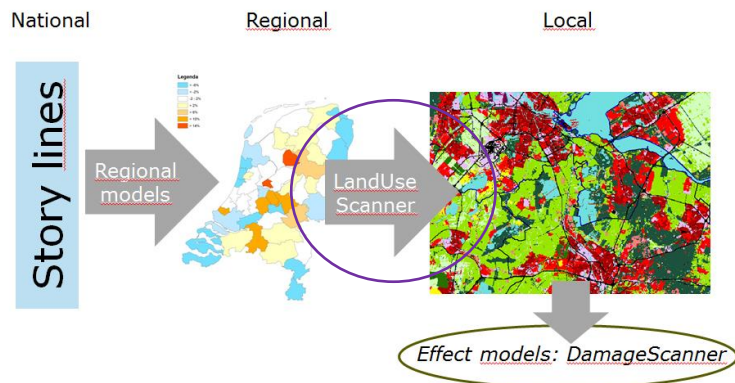 National
Regional
Local
Story lines
Regional
models
Legenda
LandUse
Scanner
Effect models: DamageScanner